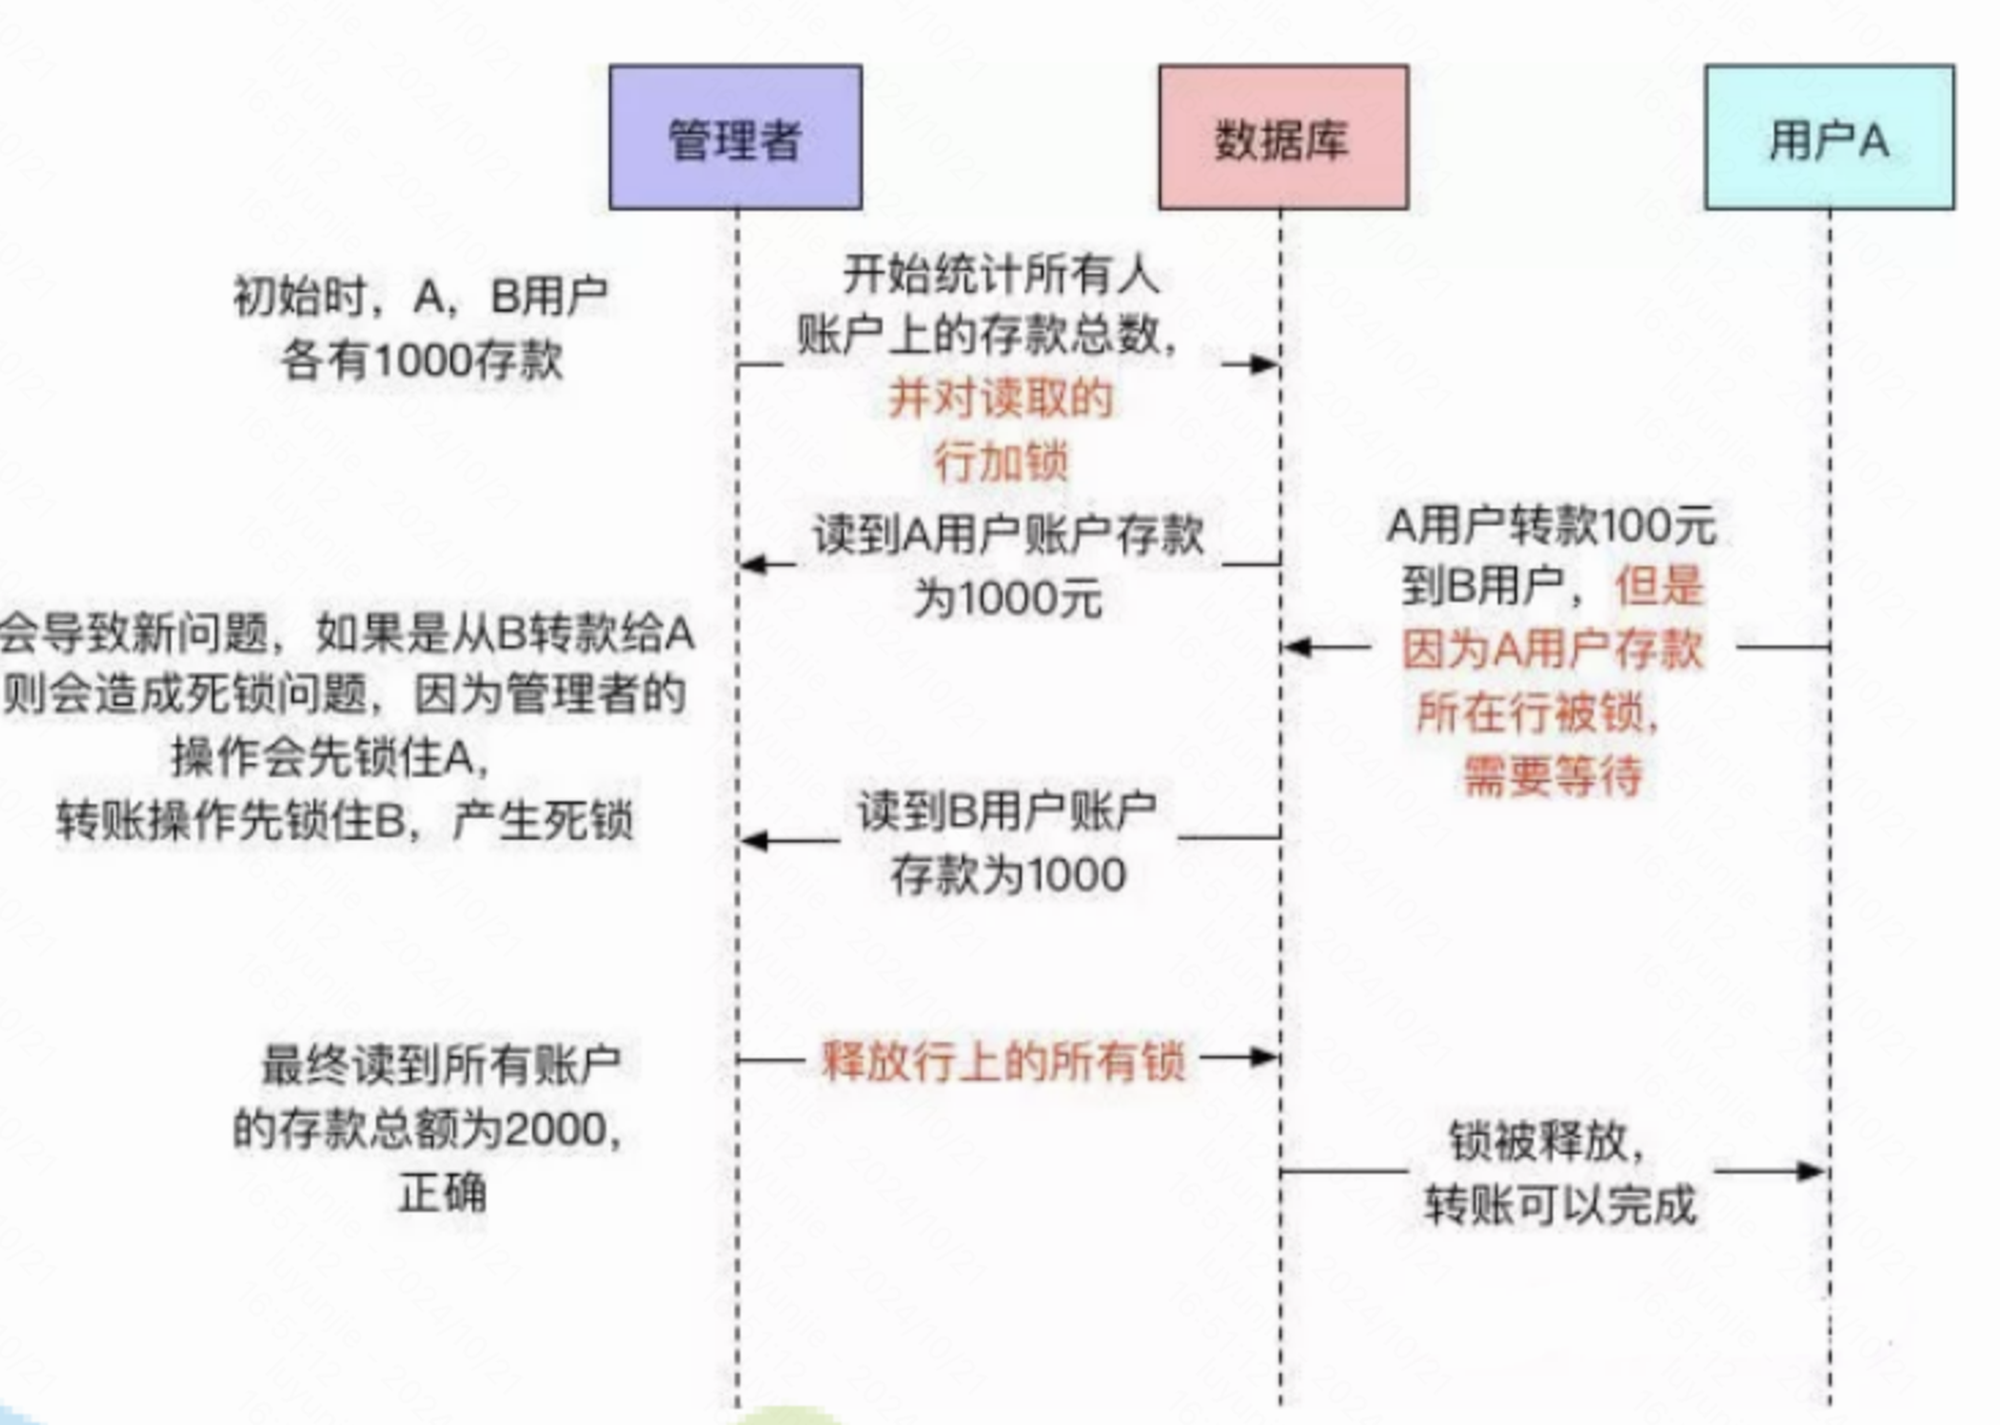 管理者
数据库
用户A
初始时，A，B用户
各有1000存款
开始统计所有人
账户上的存款总数，
并对读取的
行加锁
读到A用户账户存款
为1000元
A用户转款100元
到B用户，但是
因为A用户存款
所在行被锁，
需要等待
会导致新问题，如果是从B转款给A
则会造成死锁问题，因为管理者的
操作会先锁住A，
转账操作先锁住B，产生死锁
读到B用户账户
存款为1000
最终读到所有账户
的存款总额为2000，
正确
释放行上的所有锁
锁被释放，
转账可以完成
luyunjie - 2024/10/21
16:51:12